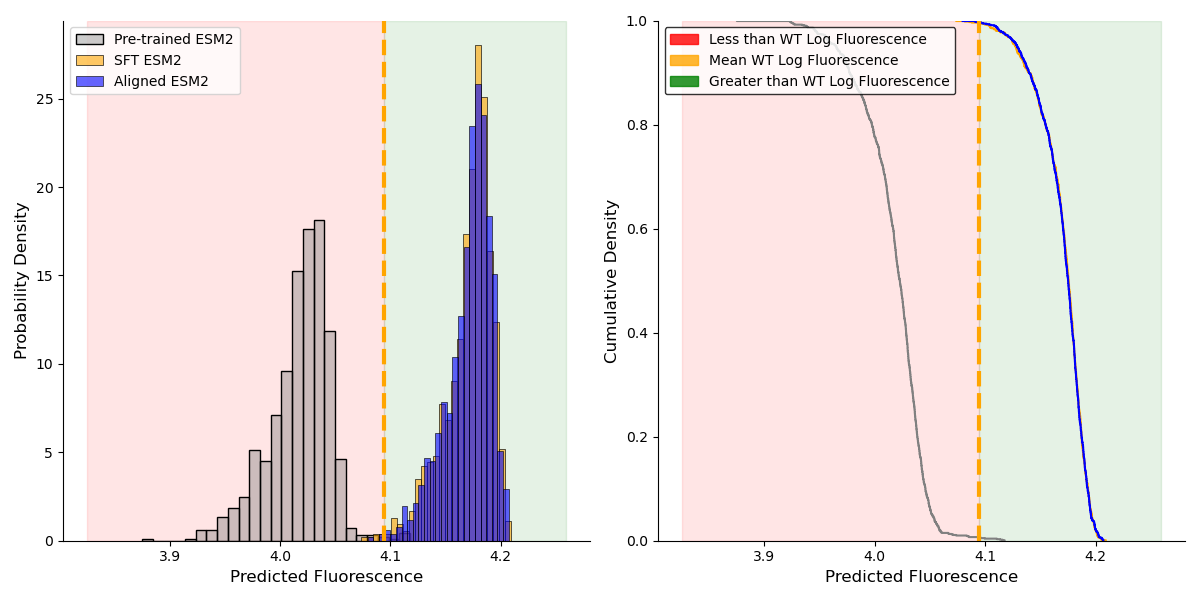 Pre-trained ESM2
SFT ESM2
Aligned ESM2
Probability Density
0
5
10
15
20
25
3.9
4.0
4.1
4.2
Predicted Fluorescence
Less than WT Log Fluorescence
Mean WT Log Fluorescence
Greater than WT Log Fluorescence
Cumulative Density
0.0
0.2
0.4
0.6
0.8
1.0
3.9
4.0
4.1
4.2
Predicted Fluorescence